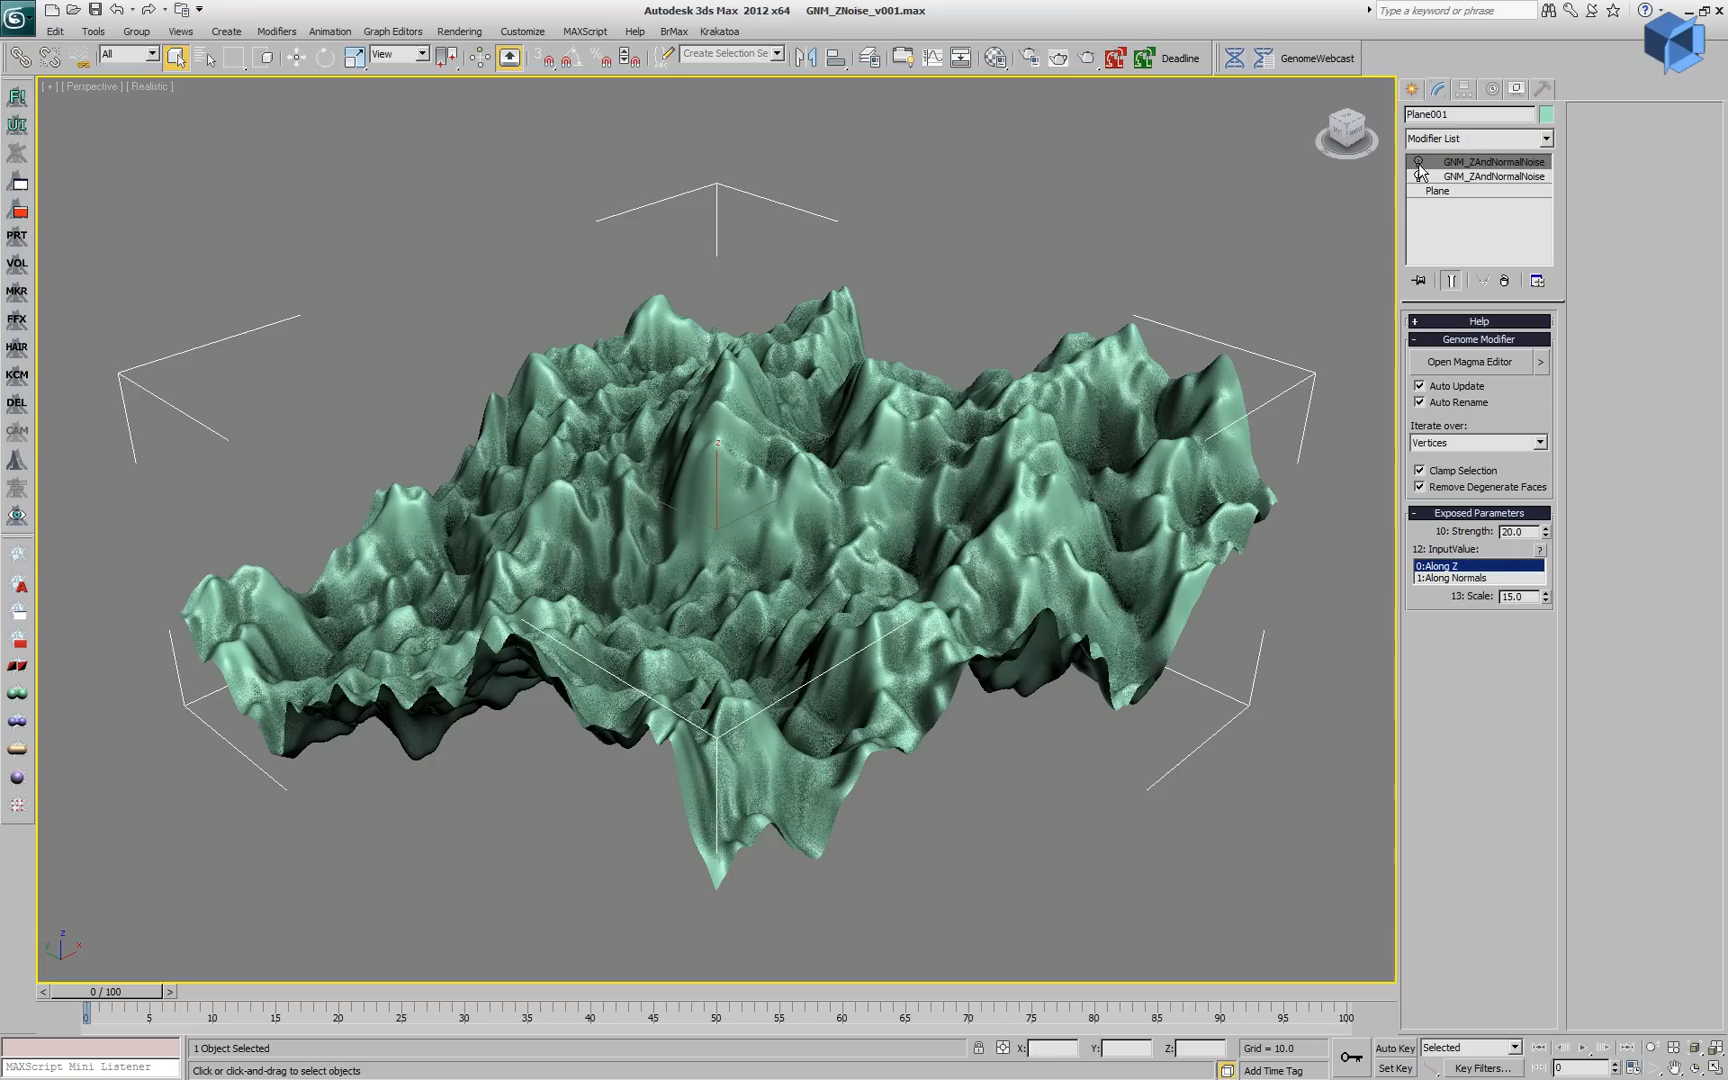 Autodesk 3ds Max 2012 x64 GNM_ZNoise_v001.max
Type a keyword or phrase
Edit Tools Group Views Create Modifiers Animation Graph Editors Rendering Customize MAXScript Help BrMax Krakatoa
All
View
Create Selection Se
Deadline
GenomeWebcast
[ + ] [ Perspective ] [ Realistic ]
F!
UI
PRT
VOL
MKR
FFX
HAIR
KCM
DEL
CAM
Plane001
Modifier List
GNM_ZAndNormalNoise
GNM_ZAndNormalNoise
Plane
+ Help
- Genome Modifier
Open Magma Editor >
Auto Update
Auto Rename
Iterate over:
Vertices
Clamp Selection
Remove Degenerate Faces
- Exposed Parameters
10: Strength: 20.0
12: InputValue: ?
0:Along Z
1:Along Normals
13: Scale: 15.0
z
z
y x
< 0 / 100 >
0 5 10 15 20 25 30 35 40 45 50 55 60 65 70 75 80 85 90 95 100
1 Object Selected X: Y: Z: Grid = 10.0 Auto Key Selected
MAXScript Mini Listener Click or click-and-drag to select objects Add Time Tag Set Key Key Filters... 0